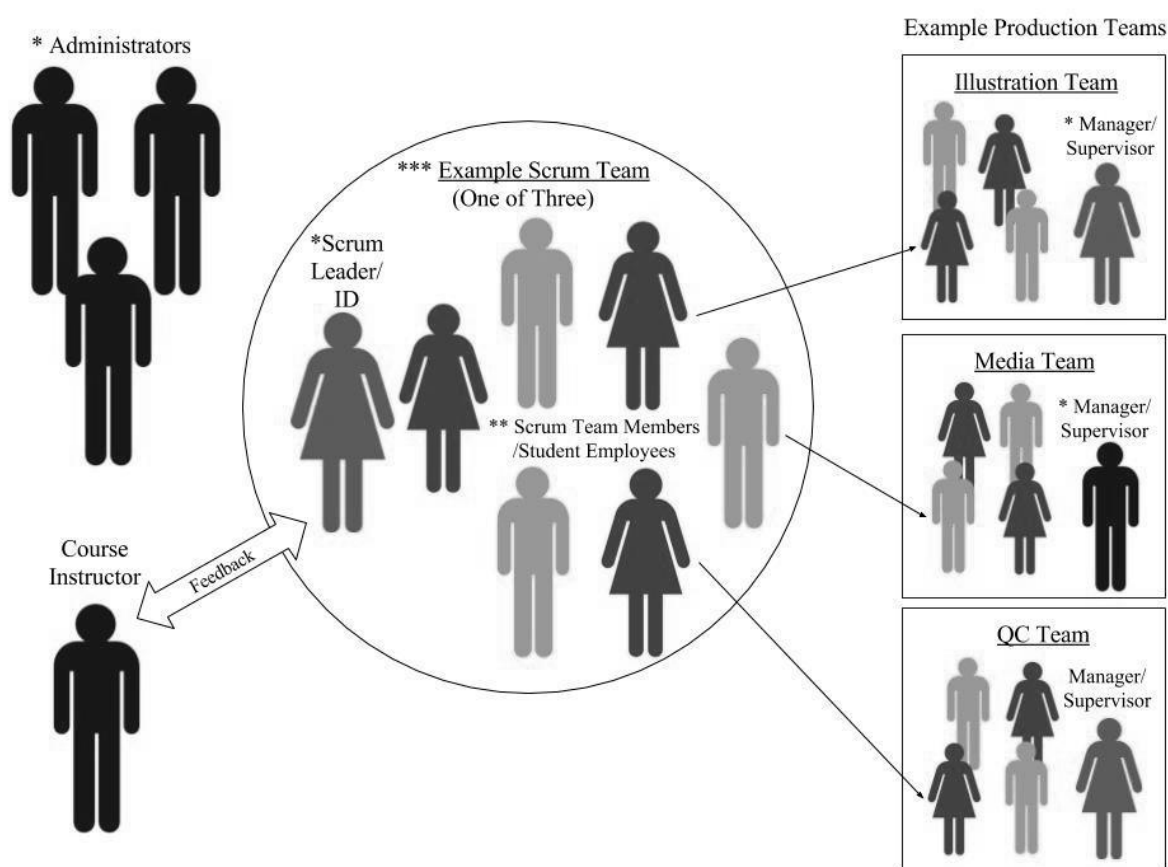 * Administrators
Course
Instructor
Feedback
*** Example Scrum Team
(One of Three)
*Scrum
Leader/
ID
** Scrum Team Members
/Student Employees
Example Production Teams
Illustration Team
* Manager/
Supervisor
Media Team
* Manager/
Supervisor
QC Team
Manager/
Supervisor